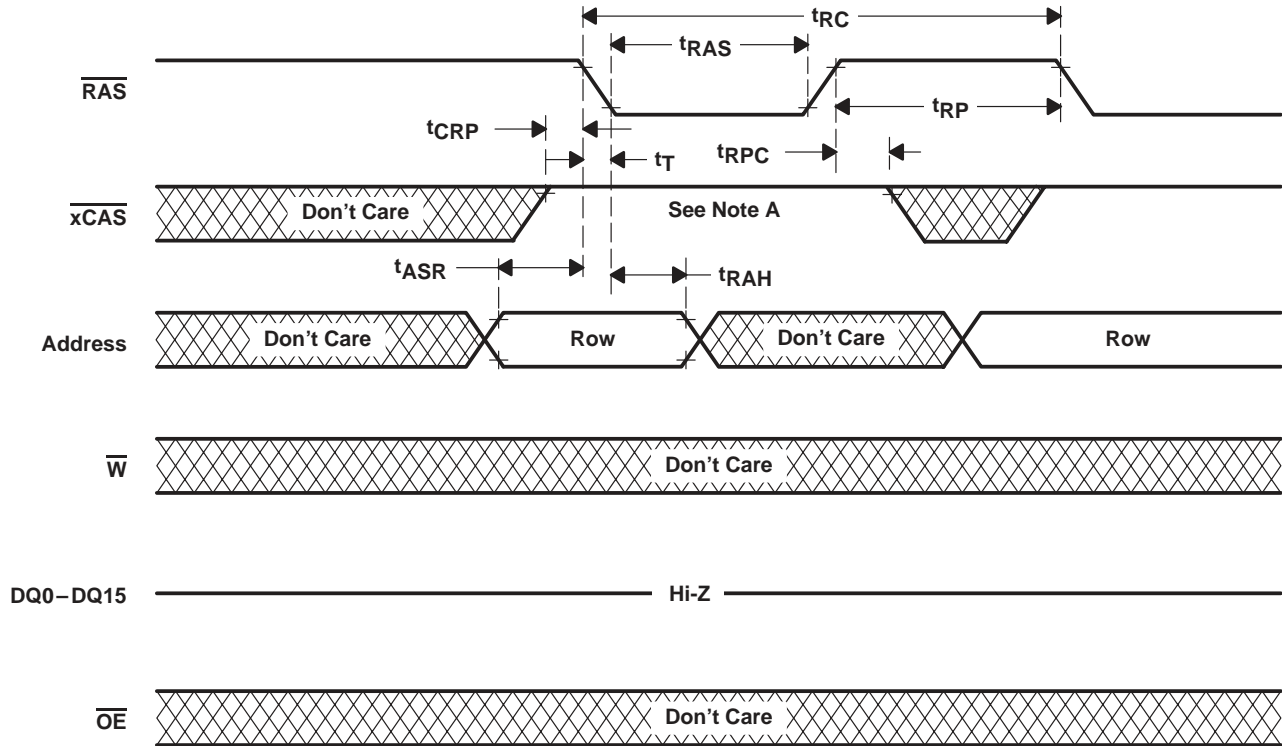 tRC
tRAS
RAS
tCRP
tRP
tT
tRPC
xCAS
Don't Care
See Note A
tASR
tRAH
Address
Don't Care
Row
Don't Care
Row
W
Don't Care
DQ0–DQ15
Hi-Z
OE
Don't Care